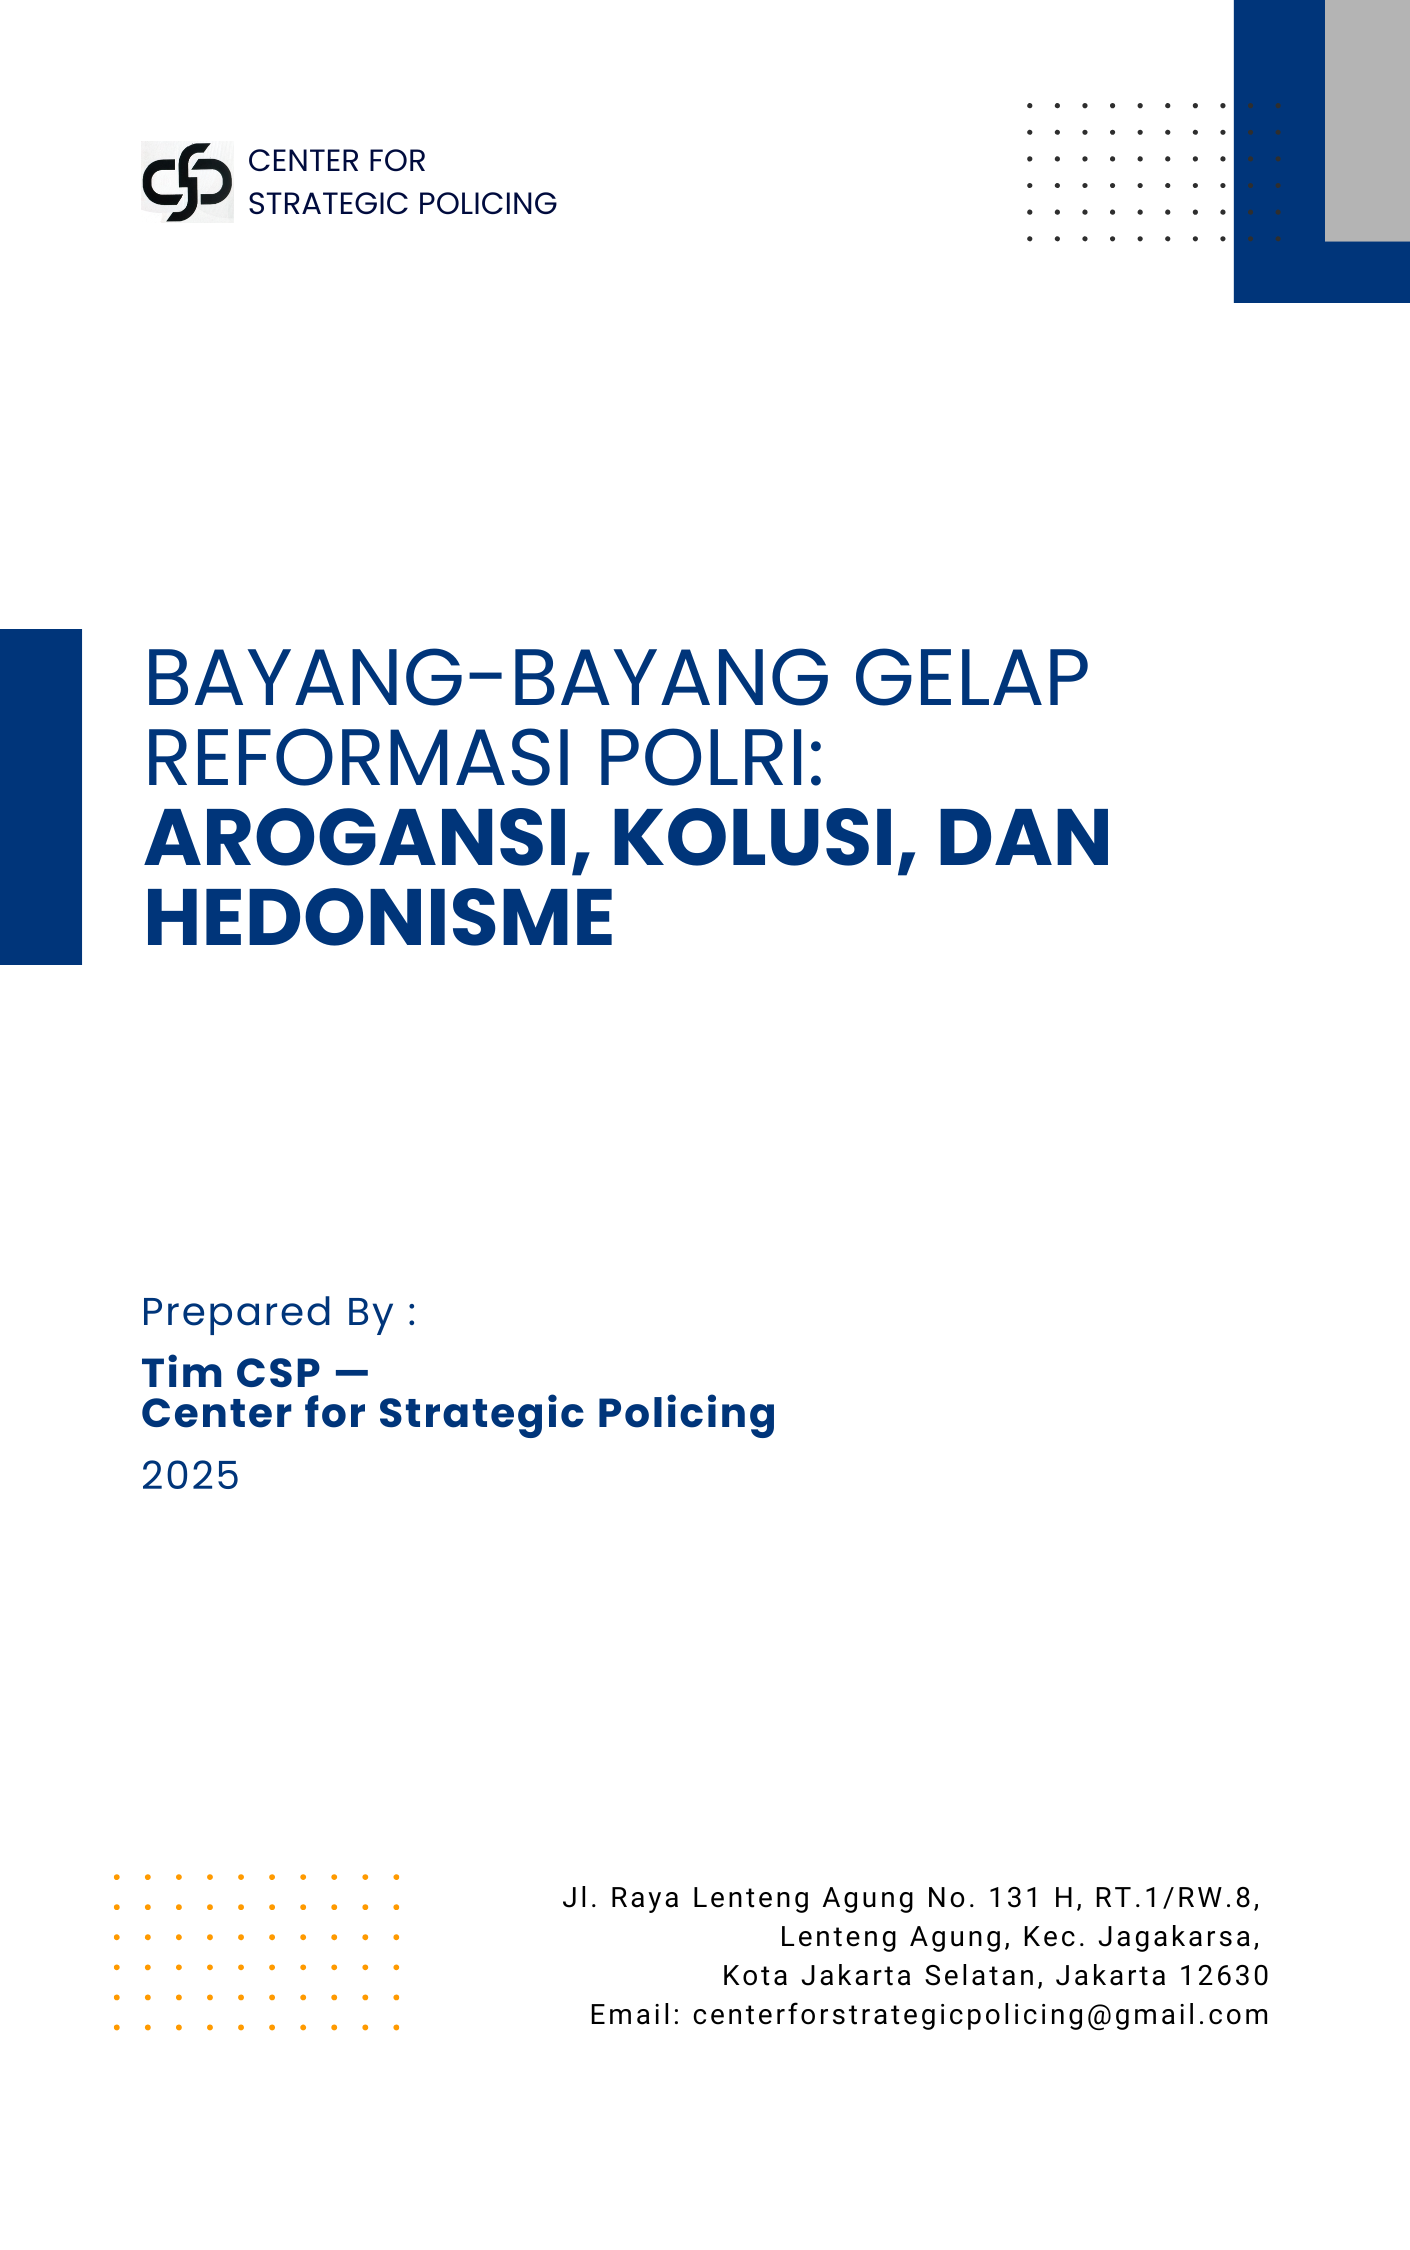 CENTER FOR
STRATEGIC POLICING
BAYANG-BAYANG GELAP
REFORMASI POLRI:
AROGANSI, KOLUSI, DAN
HEDONISME
Prepared By :
Tim CSP —
Center for Strategic Policing
2025
Jl. Raya Lenteng Agung No. 131 H, RT.1/RW.8,
Lenteng Agung, Kec. Jagakarsa,
Kota Jakarta Selatan, Jakarta 12630
Email: centerforstrategicpolicing@gmail.com